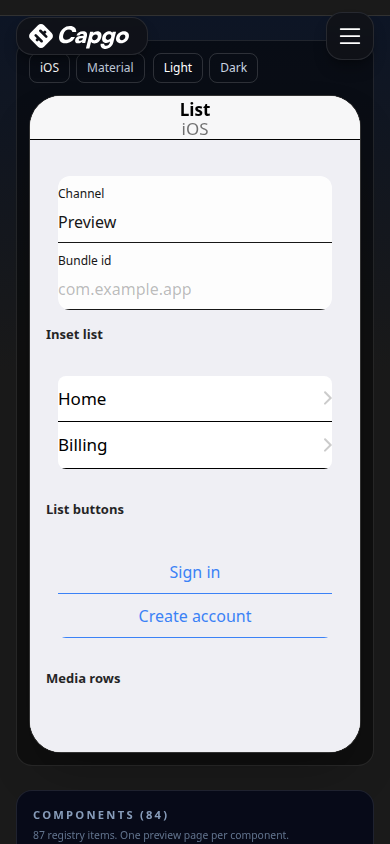 Capgo
iOS
Material
Light
Dark
List
iOS
Channel
Preview
Bundle id
com.example.app
Inset list
Home
Billing
List buttons
Sign in
Create account
Media rows
COMPONENTS (84)
87 registry items. One preview page per component.